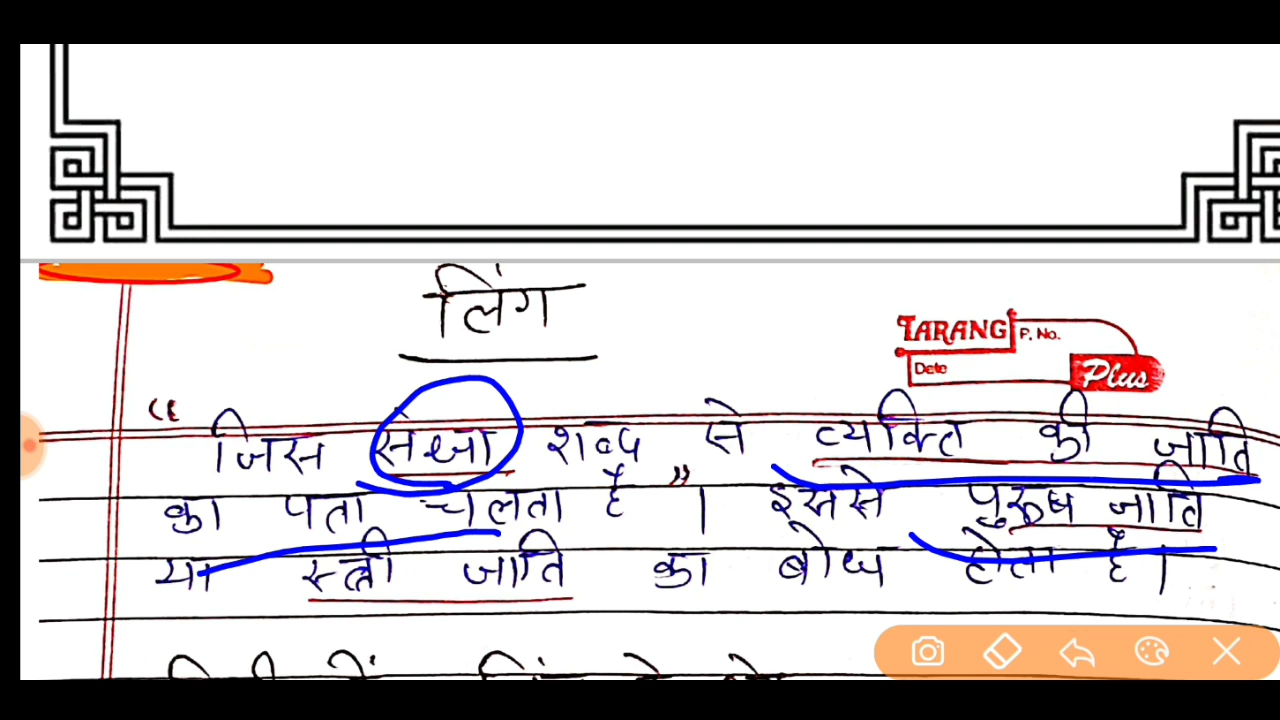 लिंग
TARANG P. No.
Date Plus
“ जिस संज्ञा शब्द से व्यक्ति की जाति
का पता चलता है ”। इससे पुरूष जाति
या स्त्री जाति का बोध होता है।